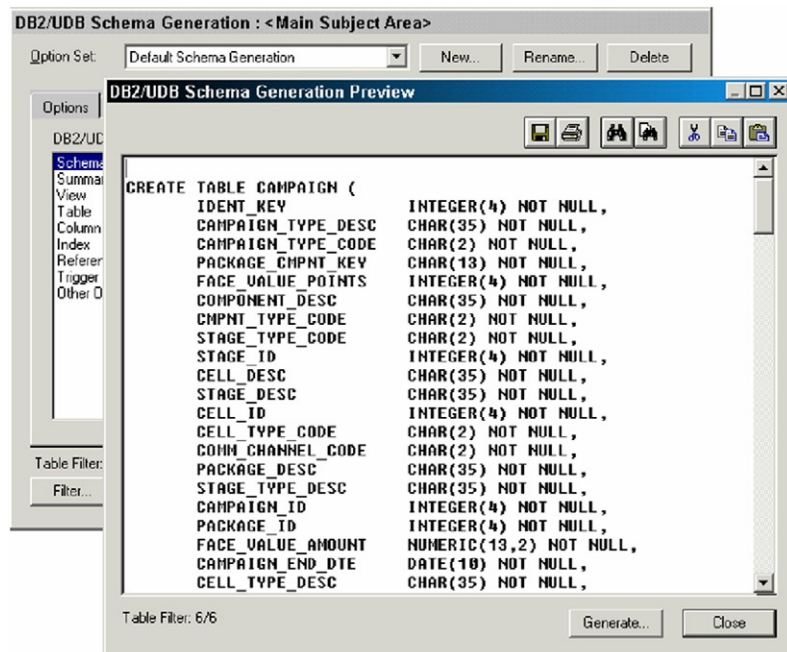 DB2/UDB Schema Generation : <Main Subject Area>
Option Set: Default Schema Generation New... Rename... Delete
DB2/UDB Schema Generation Preview
Options
DB2/UD
Schema
Summar
View
Table
Column
Index
Referen
Trigger
Other O
Table Filter:
Filter...
CREATE TABLE CAMPAIGN (
IDENT_KEY INTEGER(4) NOT NULL,
CAMPAIGN_TYPE_DESC CHAR(35) NOT NULL,
CAMPAIGN_TYPE_CODE CHAR(2) NOT NULL,
PACKAGE_CMPNT_KEY CHAR(13) NOT NULL,
FACE_VALUE_POINTS INTEGER(4) NOT NULL,
COMPONENT_DESC CHAR(35) NOT NULL,
CMPNT_TYPE_CODE CHAR(2) NOT NULL,
STAGE_TYPE_CODE CHAR(2) NOT NULL,
STAGE_ID INTEGER(4) NOT NULL,
CELL_DESC CHAR(35) NOT NULL,
STAGE_DESC CHAR(35) NOT NULL,
CELL_ID INTEGER(4) NOT NULL,
CELL_TYPE_CODE CHAR(2) NOT NULL,
COMM_CHANNEL_CODE CHAR(2) NOT NULL,
PACKAGE_DESC CHAR(35) NOT NULL,
STAGE_TYPE_DESC CHAR(35) NOT NULL,
CAMPAIGN_ID INTEGER(4) NOT NULL,
PACKAGE_ID INTEGER(4) NOT NULL,
FACE_VALUE_AMOUNT NUMERIC(13,2) NOT NULL,
CAMPAIGN_END_DTE DATE(10) NOT NULL,
CELL_TYPE_DESC CHAR(35) NOT NULL,
Table Filter: 6/6
Generate... Close